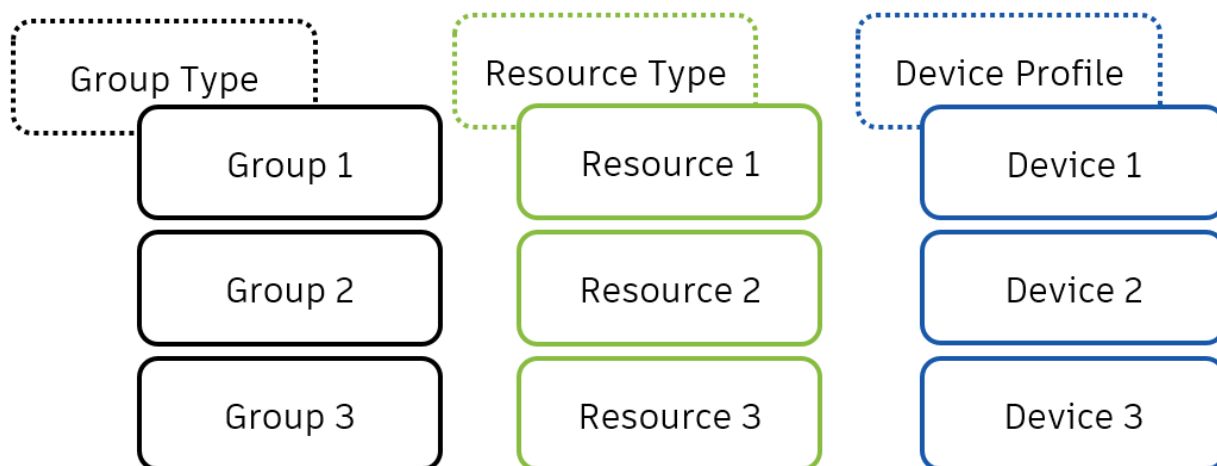 Group Type
Group 1
Group 2
Group 3
Resource Type
Resource 1
Resource 2
Resource 3
Device Profile
Device 1
Device 2
Device 3